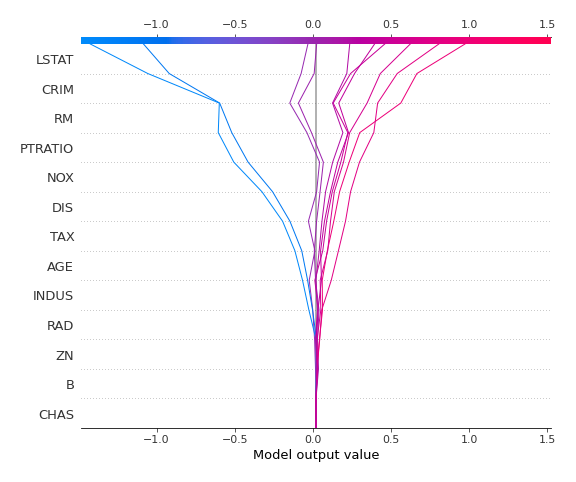 −1.0 −0.5 0.0 0.5 1.0 1.5
LSTAT
CRIM
RM
PTRATIO
NOX
DIS
TAX
AGE
INDUS
RAD
ZN
B
CHAS
−1.0 −0.5 0.0 0.5 1.0 1.5
Model output value